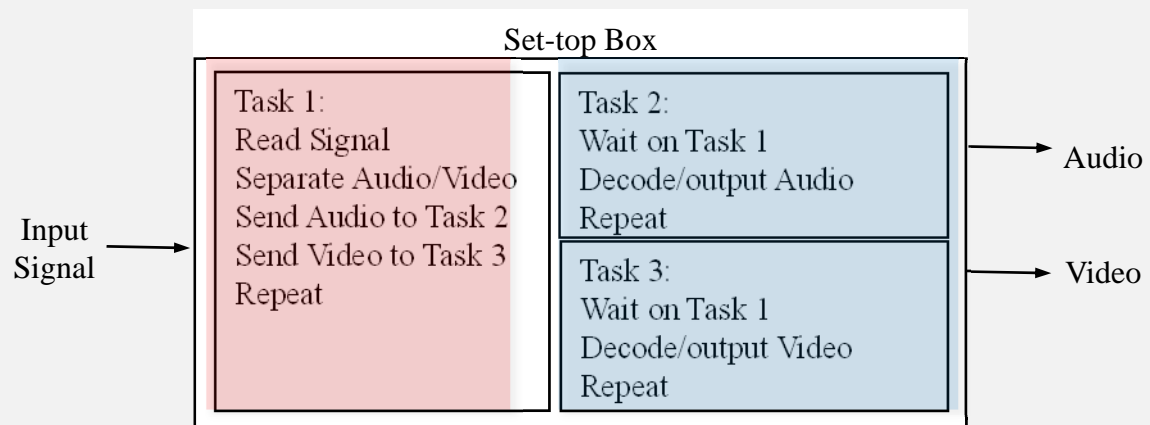 Set-top Box
Input
Signal
Task 1:
Read Signal
Separate Audio/Video
Send Audio to Task 2
Send Video to Task 3
Repeat
Task 2:
Wait on Task 1
Decode/output Audio
Repeat
Task 3:
Wait on Task 1
Decode/output Video
Repeat
Audio
Video